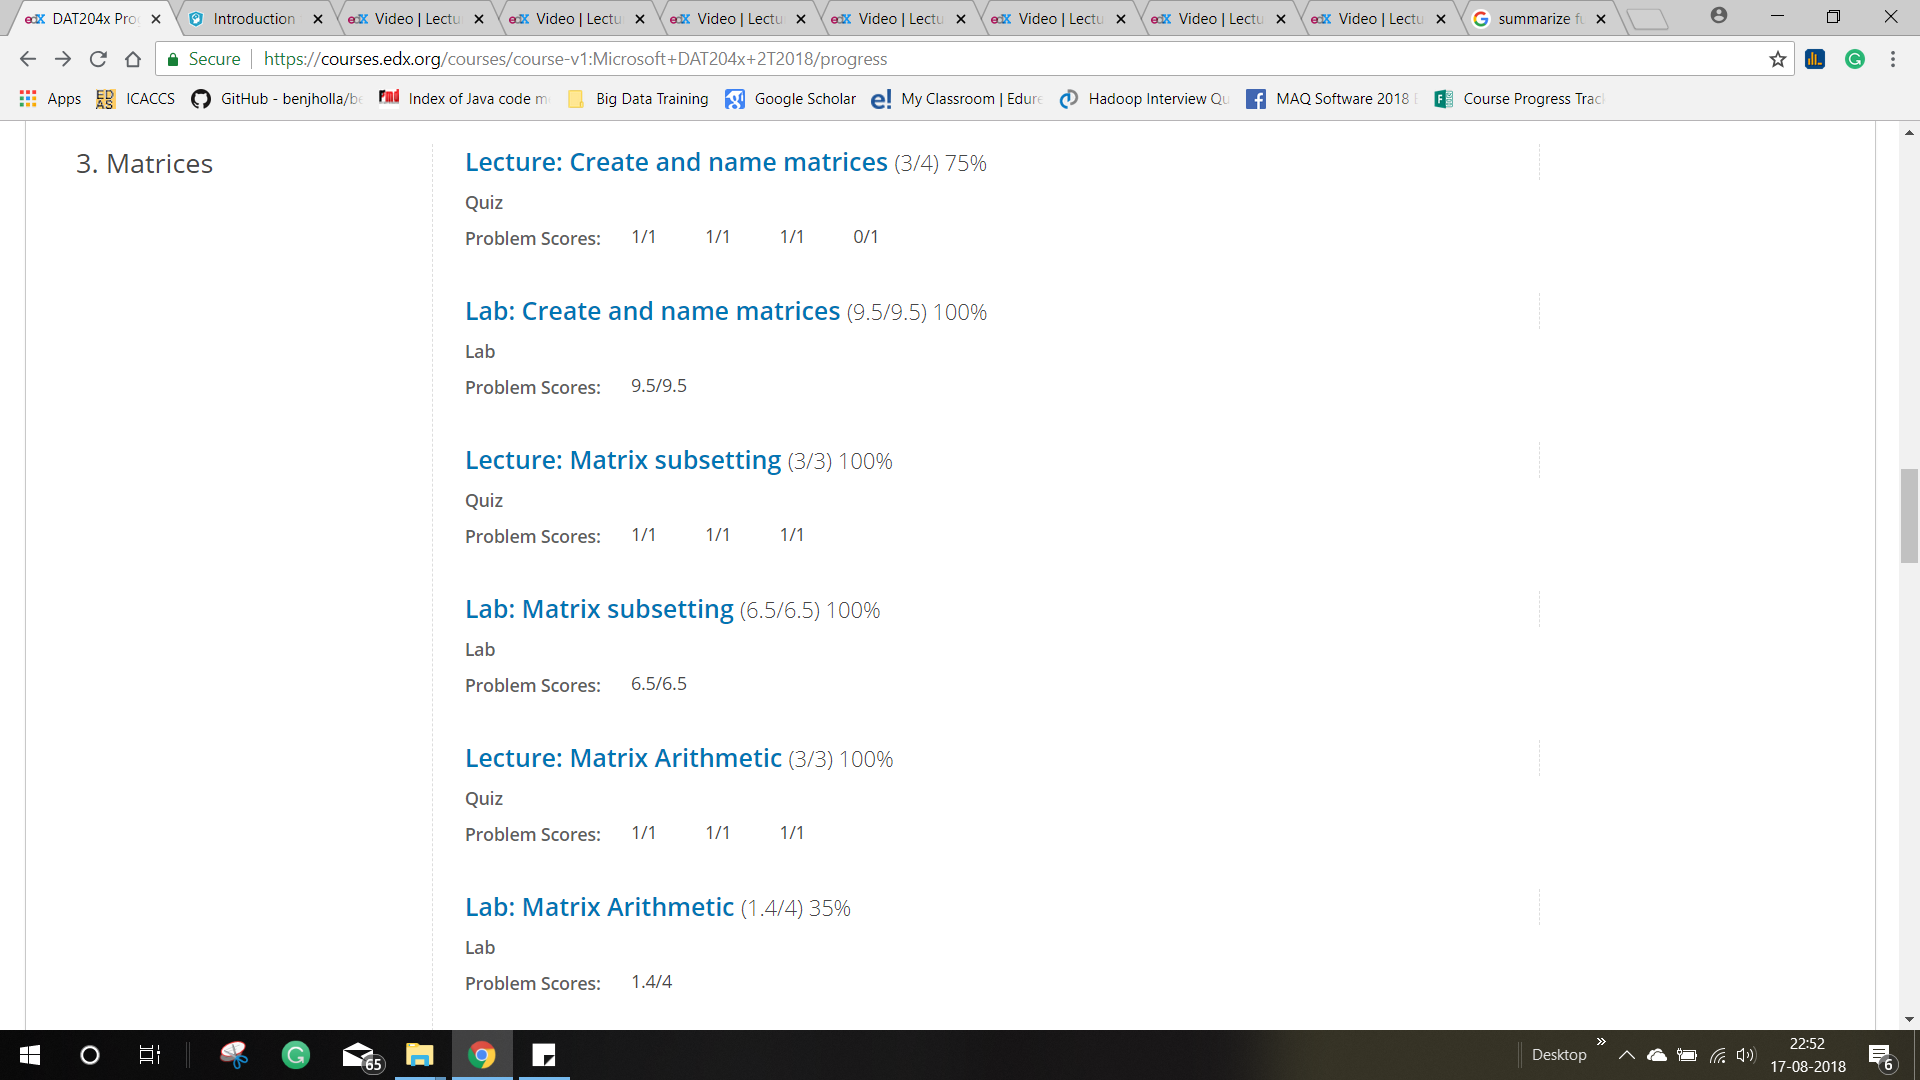 DAT204x Pro
Introduction
Video | Lectu
Video | Lectu
Video | Lectu
Video | Lectu
Video | Lectu
Video | Lectu
Video | Lectu
summarize fu
Secure https://courses.edx.org/courses/course-v1:Microsoft+DAT204x+2T2018/progress
Apps ICACCS GitHub - benjholla/be Index of Java code m Big Data Training Google Scholar My Classroom | Edure Hadoop Interview Qu MAQ Software 2018 Course Progress Trac
3. Matrices
Lecture: Create and name matrices (3/4) 75%
Quiz
Problem Scores: 1/1 1/1 1/1 0/1
Lab: Create and name matrices (9.5/9.5) 100%
Lab
Problem Scores: 9.5/9.5
Lecture: Matrix subsetting (3/3) 100%
Quiz
Problem Scores: 1/1 1/1 1/1
Lab: Matrix subsetting (6.5/6.5) 100%
Lab
Problem Scores: 6.5/6.5
Lecture: Matrix Arithmetic (3/3) 100%
Quiz
Problem Scores: 1/1 1/1 1/1
Lab: Matrix Arithmetic (1.4/4) 35%
Lab
Problem Scores: 1.4/4
65
Desktop
22:52
17-08-2018
6